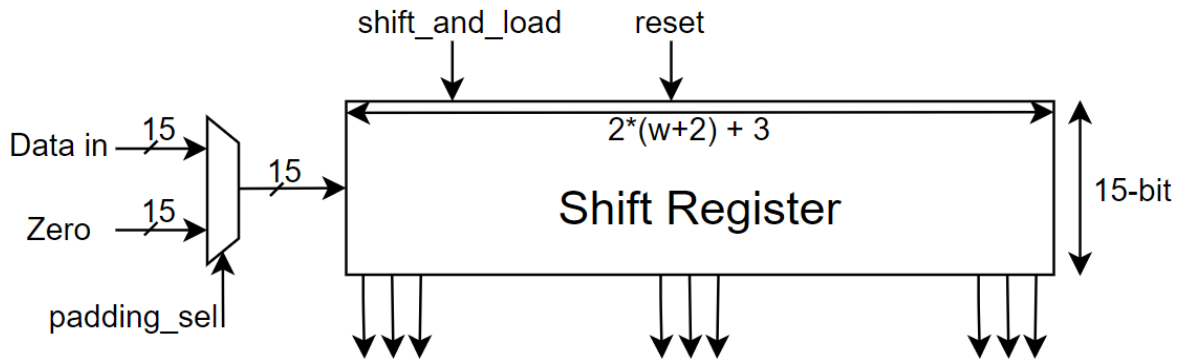 shift_and_load
reset
15
Data in
15
Zero
padding_sel
15
2*(w+2) + 3
Shift Register
15-bit